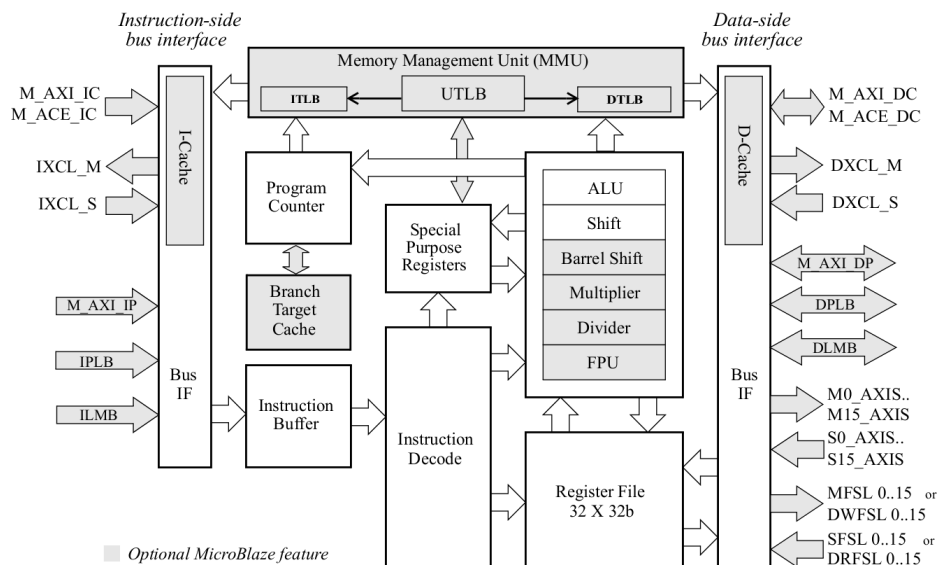 Instruction-side
bus interface
Data-side
bus interface
Memory Management Unit (MMU)
ITLB
UTLB
DTLB
M_AXI_IC
M_ACE_IC
IXCL_M
IXCL_S
I-Cache
M_AXI_IP
IPLB
ILMB
Bus
IF
Program
Counter
Branch
Target
Cache
Instruction
Buffer
Special
Purpose
Registers
Instruction
Decode
ALU
Shift
Barrel Shift
Multiplier
Divider
FPU
Register File
32 X 32b
D-Cache
Bus
IF
M_AXI_DC
M_ACE_DC
DXCL_M
DXCL_S
M_AXI_DP
DPLB
DLMB
M0_AXIS..
M15_AXIS
S0_AXIS..
S15_AXIS
MFSL 0..15 or
DWFSL 0..15
SFSL 0..15 or
DRFSL 0..15
Optional MicroBlaze feature